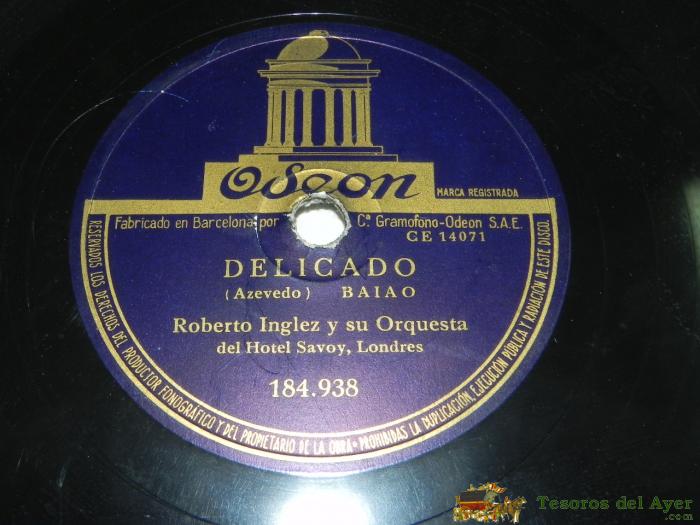 Odeon
MARCA REGISTRADA
Fabricado en Barcelona por Cª Gramofono-Odeon S.A.E.
CE 14071
DELICADO
(Azevedo) BAIAO
Roberto Inglez y su Orquesta
del Hotel Savoy, Londres
184.938
RESERVADOS LOS DERECHOS DEL PRODUCTOR FONOGRAFICO Y DEL PROPIETARIO DE LA OBRA • PROHIBIDAS LA DUPLICACIÓN, EJECUCIÓN PÚBLICA Y RADIACIÓN DE ESTE DISCO.
Tesoros del Ayer
.com